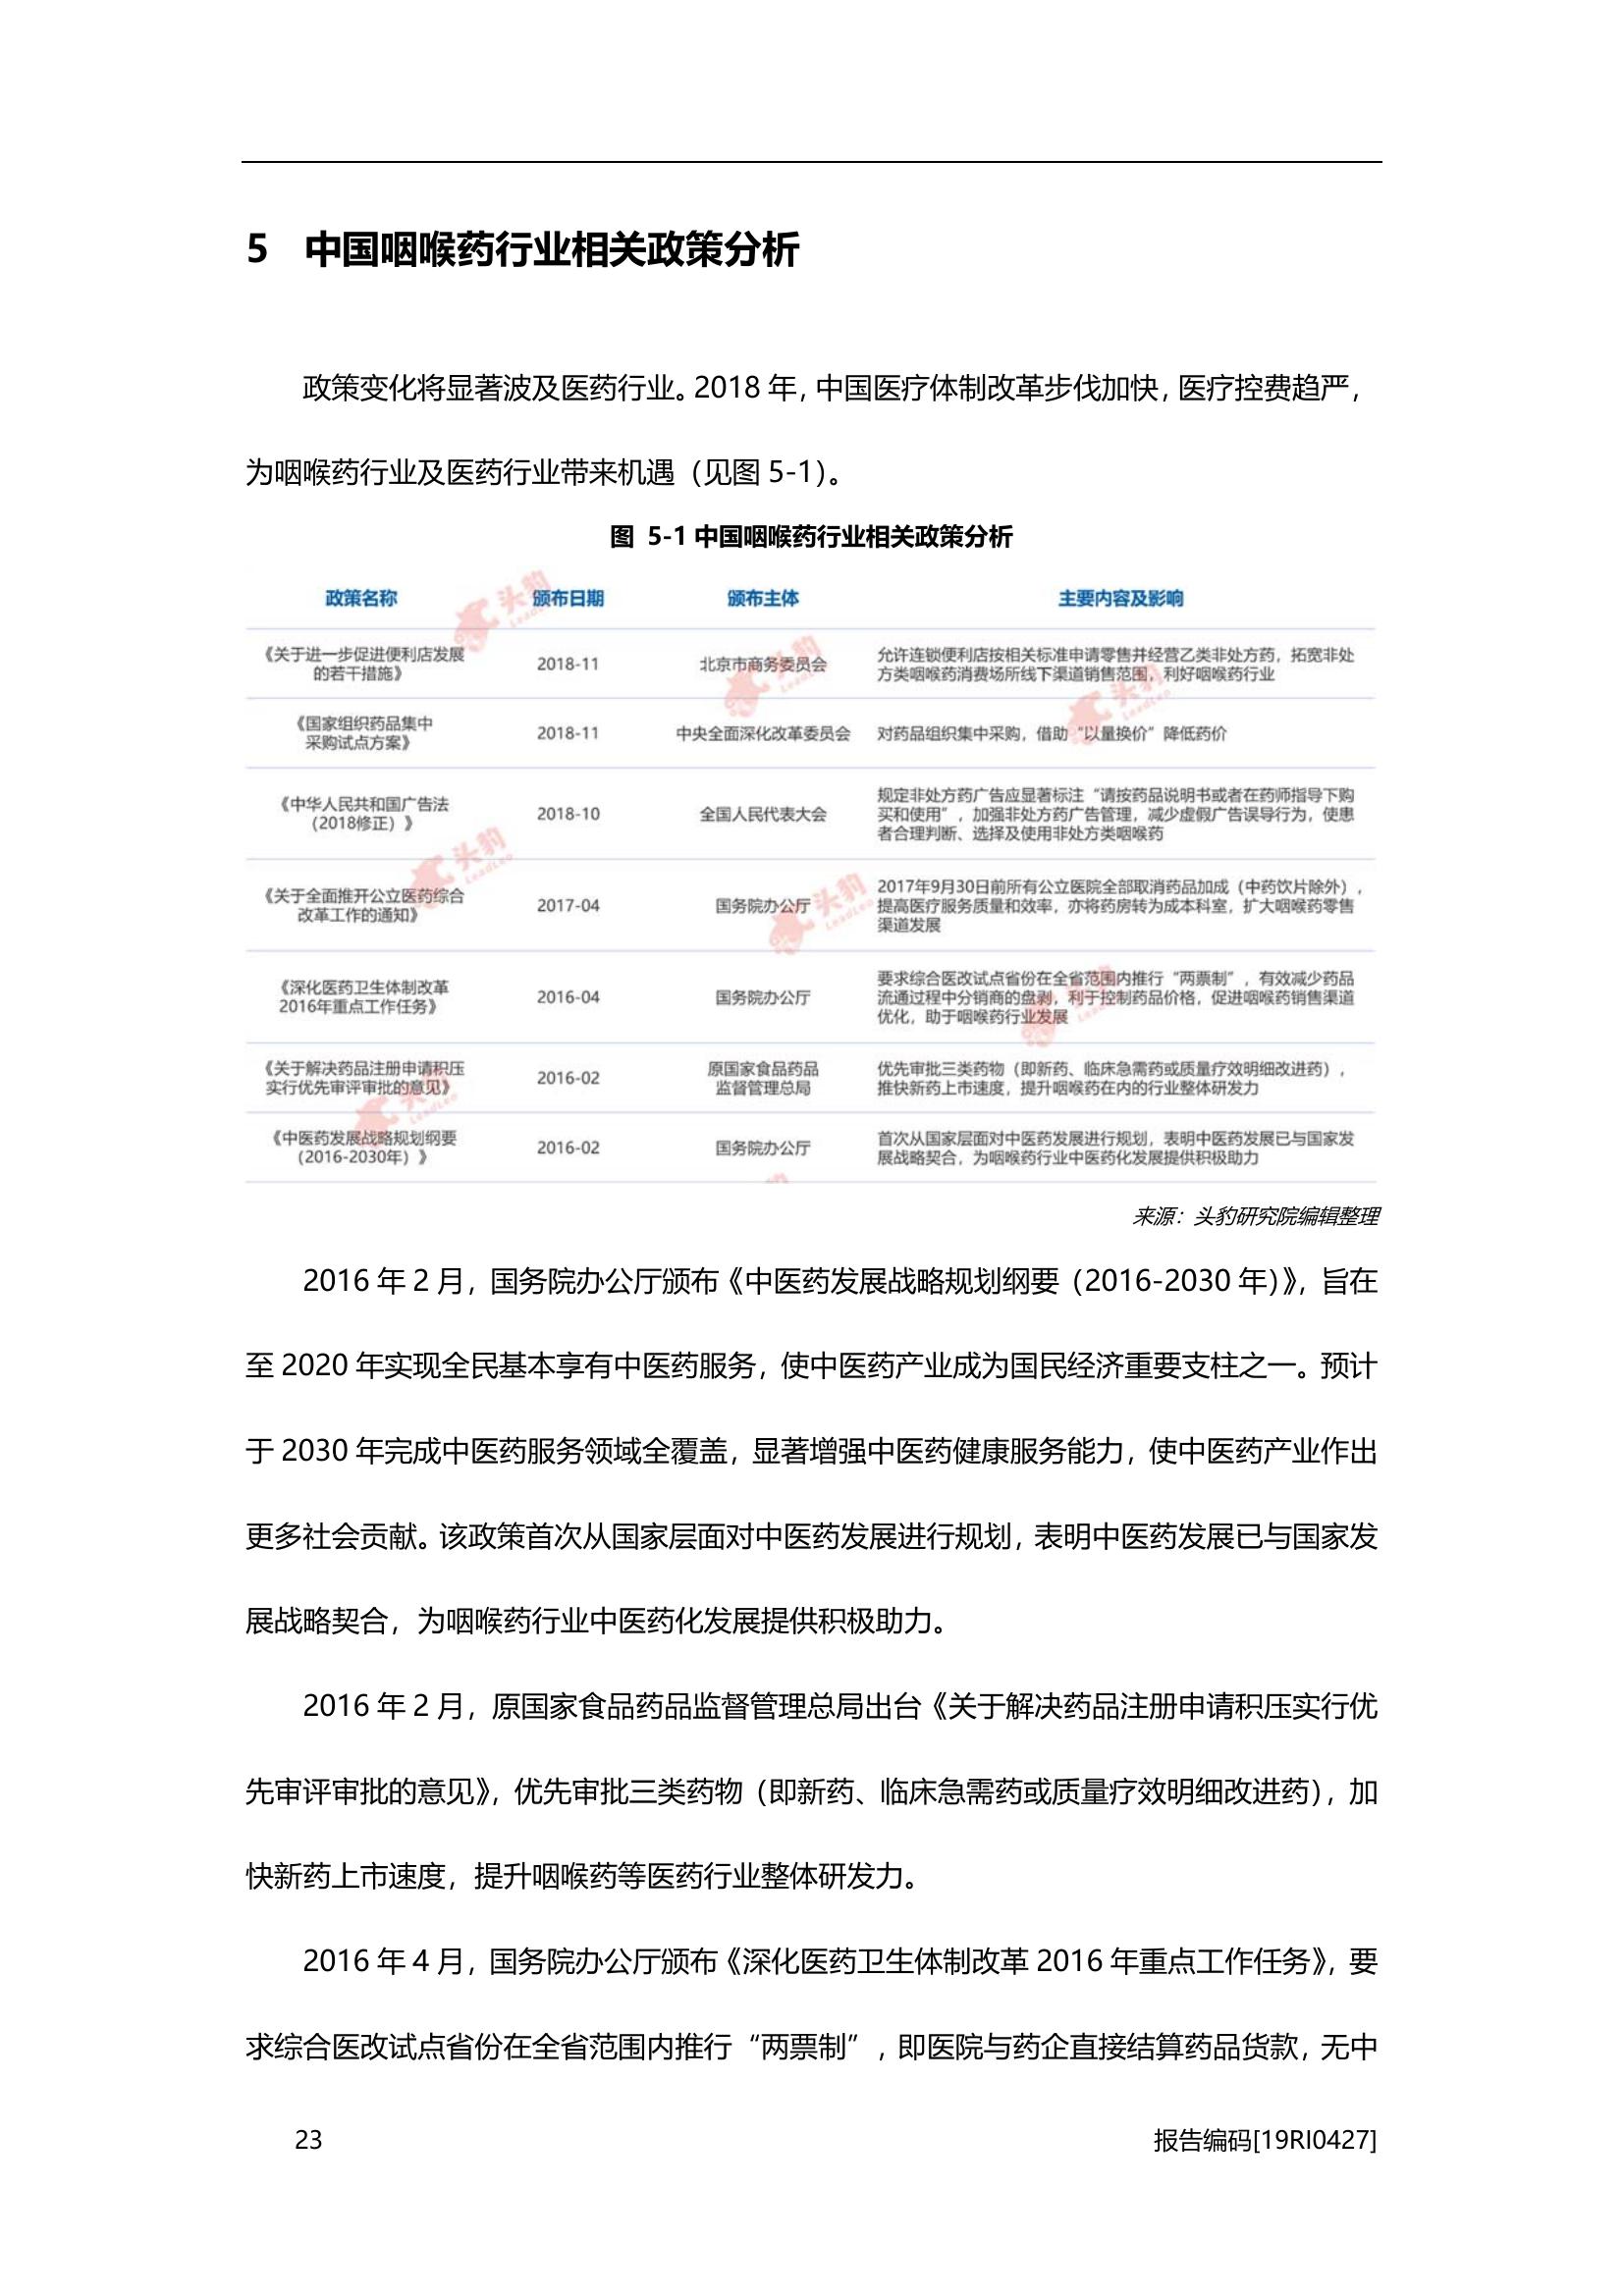 5 中国咽喉药行业相关政策分析
政策变化将显著波及医药行业。2018 年，中国医疗体制改革步伐加快，医疗控费趋严，
为咽喉药行业及医药行业带来机遇（见图 5-1）。
图 5-1 中国咽喉药行业相关政策分析
政策名称 颁布日期 颁布主体 主要内容及影响
《关于进一步促进便利店发展
的若干措施》
2018-11
北京市商务委员会
允许连锁便利店按相关标准申请零售并经营乙类非处方药，拓宽非处
方类咽喉药消费场所线下渠道销售范围，利好咽喉药行业
《国家组织药品集中
采购试点方案》
2018-11
中央全面深化改革委员会
对药品组织集中采购，借助“以量换价”降低药价
《中华人民共和国广告法
（2018修正）》
2018-10
全国人民代表大会
规定非处方药广告应显著标注“请按药品说明书或者在药师指导下购
买和使用”，加强非处方药广告管理，减少虚假广告误导行为，使患
者合理判断、选择及使用非处方类咽喉药
《关于全面推开公立医药综合
改革工作的通知》
2017-04
国务院办公厅
2017年9月30日前所有公立医院全部取消药品加成（中药饮片除外），
提高医疗服务质量和效率，亦将药房转为成本科室，扩大咽喉药零售
渠道发展
《深化医药卫生体制改革
2016年重点工作任务》
2016-04
国务院办公厅
要求综合医改试点省份在全省范围内推行“两票制”，有效减少药品
流通过程中分销商的盘剥，利于控制药品价格，促进咽喉药销售渠道
优化，助于咽喉药行业发展
《关于解决药品注册申请积压
实行优先审评审批的意见》
2016-02
原国家食品药品
监督管理总局
优先审批三类药物（即新药、临床急需药或质量疗效明细改进药），
推快新药上市速度，提升咽喉药在内的行业整体研发力
《中医药发展战略规划纲要
（2016-2030年）》
2016-02
国务院办公厅
首次从国家层面对中医药发展进行规划，表明中医药发展已与国家发
展战略契合，为咽喉药行业中医药化发展提供积极助力
来源：头豹研究院编辑整理
2016 年 2 月，国务院办公厅颁布《中医药发展战略规划纲要（2016-2030 年）》，旨在
至 2020 年实现全民基本享有中医药服务，使中医药产业成为国民经济重要支柱之一。预计
于 2030 年完成中医药服务领域全覆盖，显著增强中医药健康服务能力，使中医药产业作出
更多社会贡献。该政策首次从国家层面对中医药发展进行规划，表明中医药发展已与国家发
展战略契合，为咽喉药行业中医药化发展提供积极助力。
2016 年 2 月，原国家食品药品监督管理总局出台《关于解决药品注册申请积压实行优
先审评审批的意见》，优先审批三类药物（即新药、临床急需药或质量疗效明细改进药），加
快新药上市速度，提升咽喉药等医药行业整体研发力。
2016 年 4 月，国务院办公厅颁布《深化医药卫生体制改革 2016 年重点工作任务》，要
求综合医改试点省份在全省范围内推行“两票制”，即医院与药企直接结算药品货款，无中
23 报告编码[19RI0427]